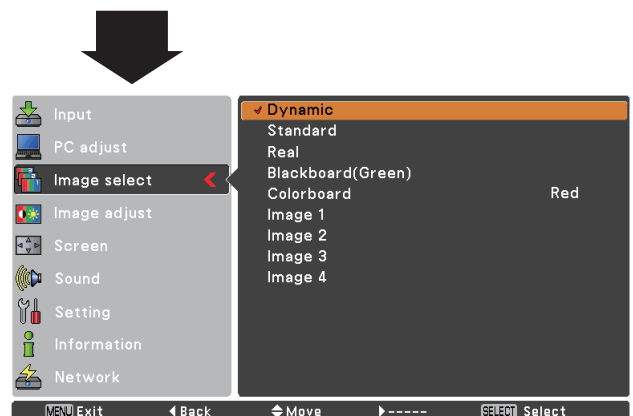 Input
PC adjust
Image select
Image adjust
Screen
Sound
Setting
Information
Network
Dynamic
Standard
Real
Blackboard(Green)
Colorboard Red
Image 1
Image 2
Image 3
Image 4
MENU Exit Back Move ----- SELECT Select